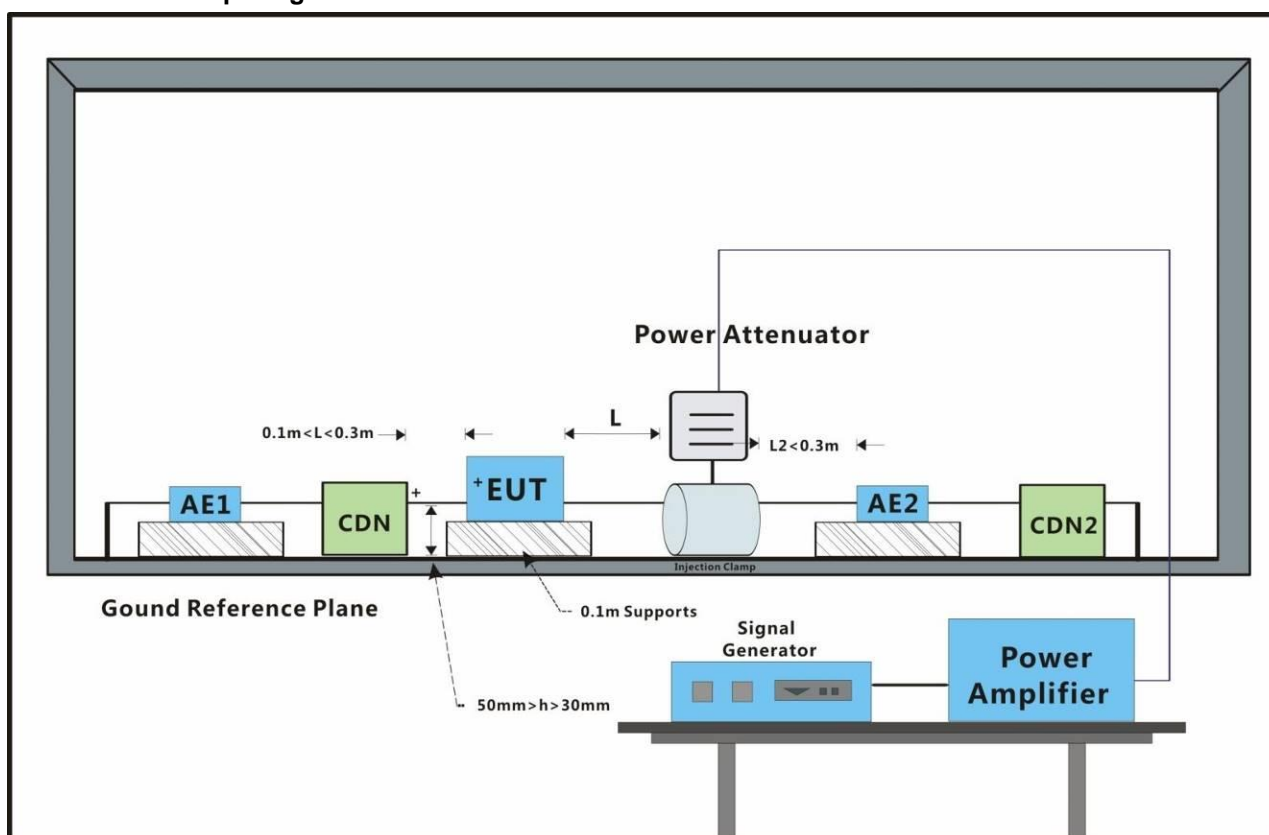 Power Attenuator
0.1m<L<0.3m
L
L2<0.3m
AE1
CDN
+
+EUT
AE2
CDN2
Injection Clamp
Gound Reference Plane
0.1m Supports
Signal
Generator
Power
Amplifier
50mm>h>30mm